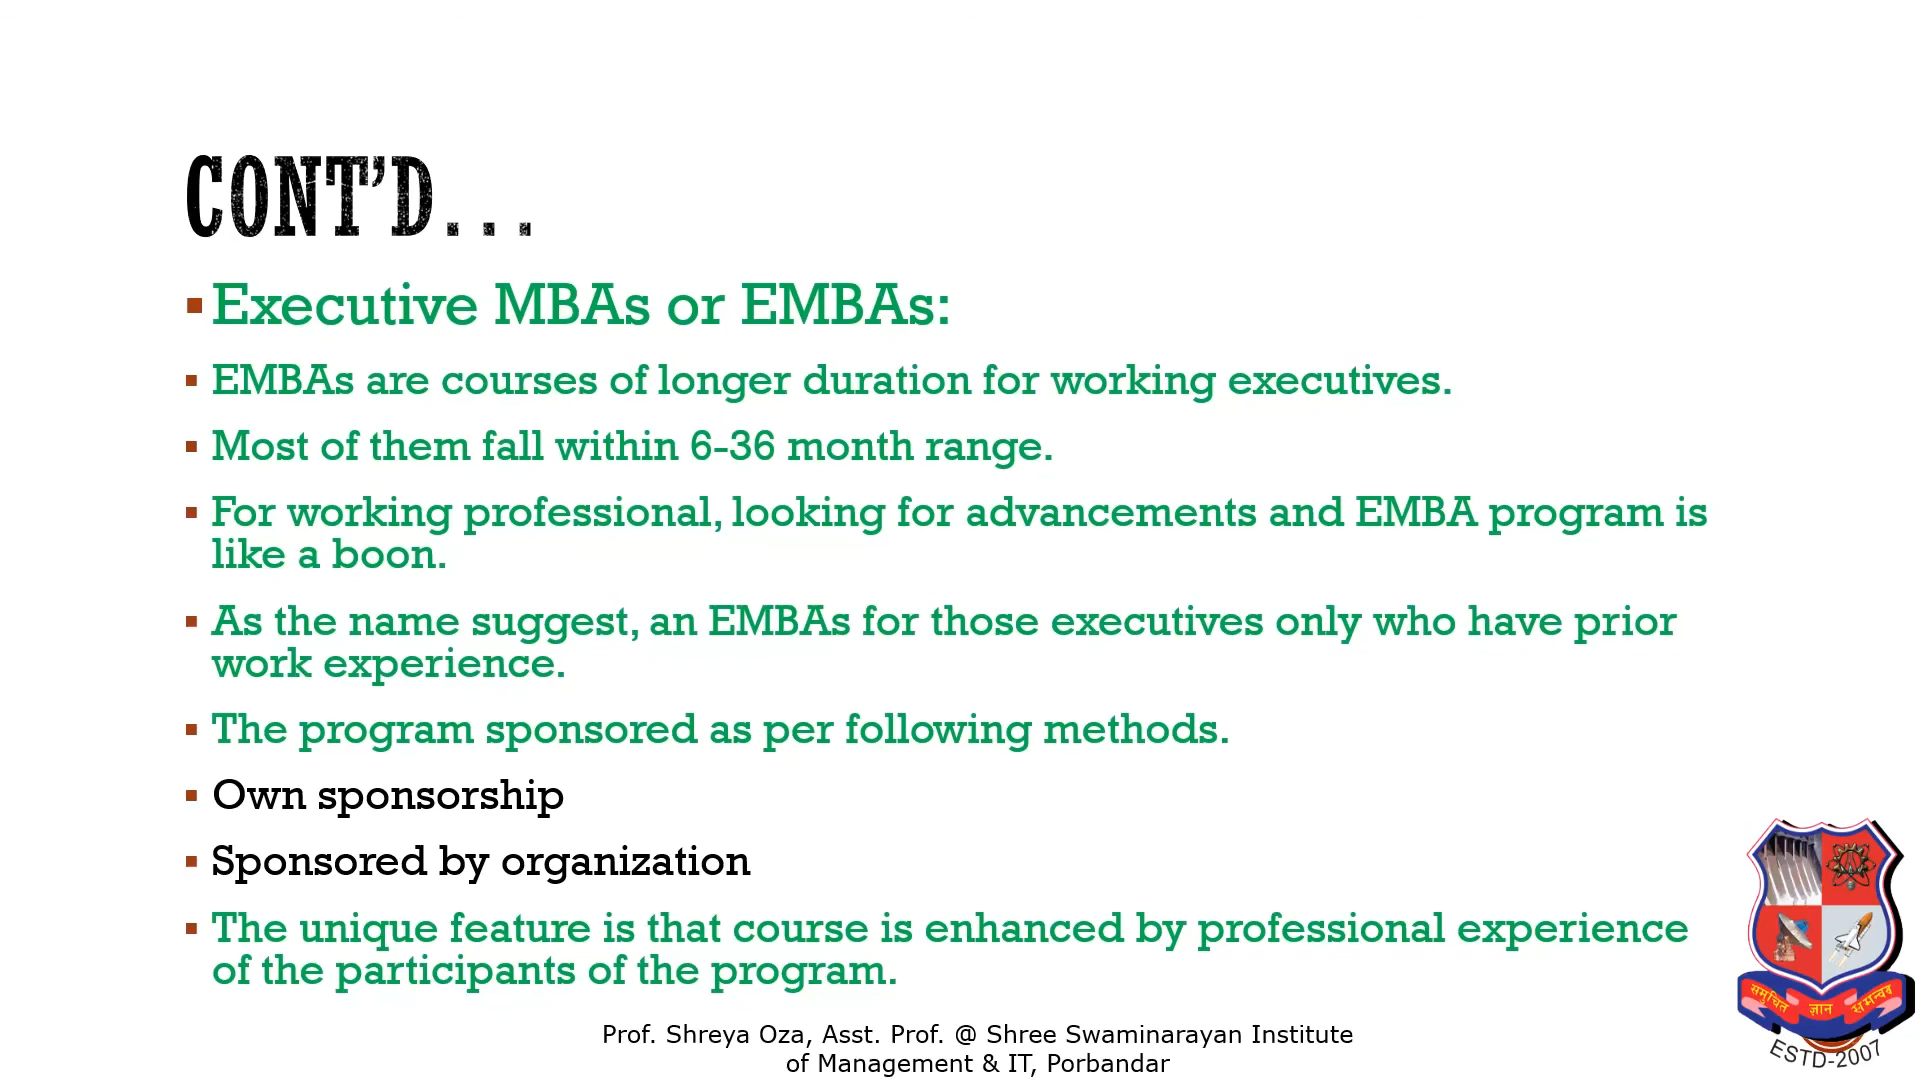 CONT'D...
Executive MBAs or EMBAs:
EMBAs are courses of longer duration for working executives.
Most of them fall within 6-36 month range.
For working professional, looking for advancements and EMBA program is
like a boon.
As the name suggest, an EMBAs for those executives only who have prior
work experience.
The program sponsored as per following methods.
Own sponsorship
Sponsored by organization
The unique feature is that course is enhanced by professional experience
of the participants of the program.
समुचित ज्ञान समन्वय
ESTD-2007
Prof. Shreya Oza, Asst. Prof. @ Shree Swaminarayan Institute
of Management & IT, Porbandar